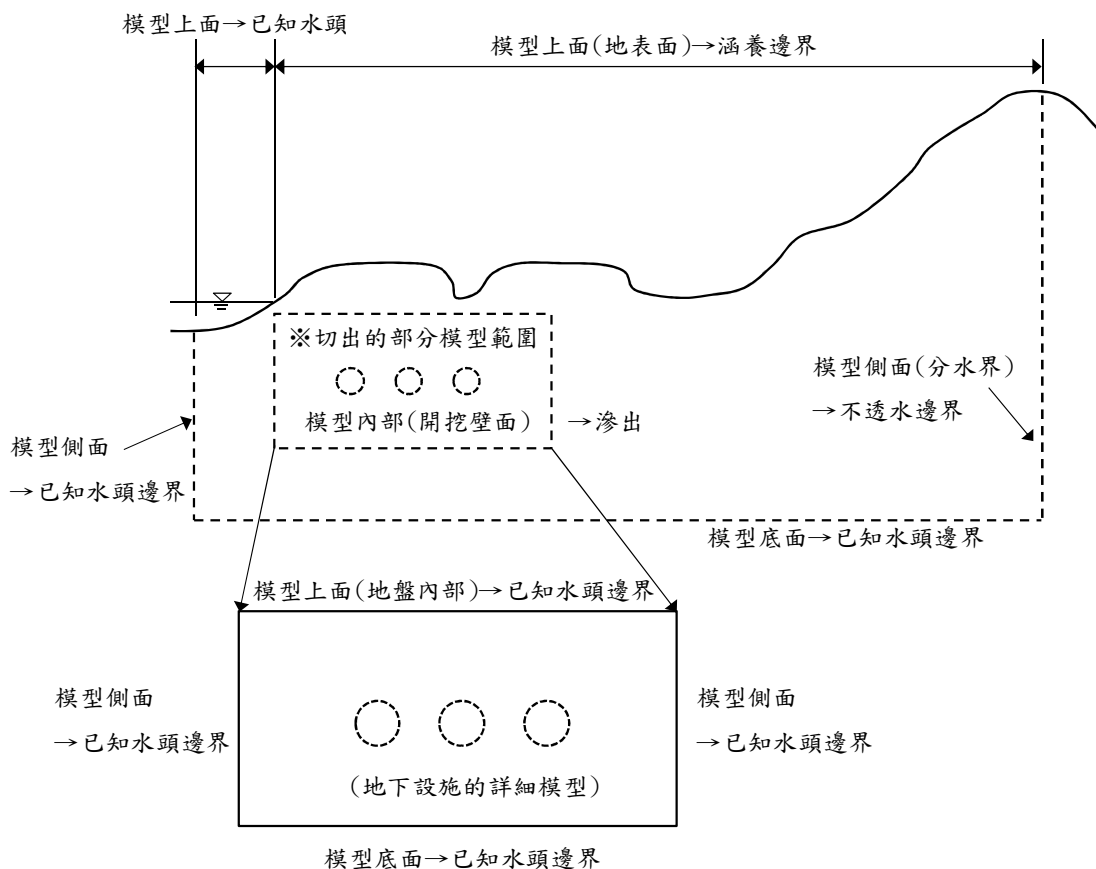 模型上面→已知水頭
模型上面(地表面)→涵養邊界
※切出的部分模型範圍
模型內部(開挖壁面)
→滲出
模型側面(分水界)
→不透水邊界
模型側面
→已知水頭邊界
模型底面→已知水頭邊界
模型上面(地盤內部)→已知水頭邊界
模型側面
→已知水頭邊界
模型側面
→已知水頭邊界
(地下設施的詳細模型)
模型底面→已知水頭邊界